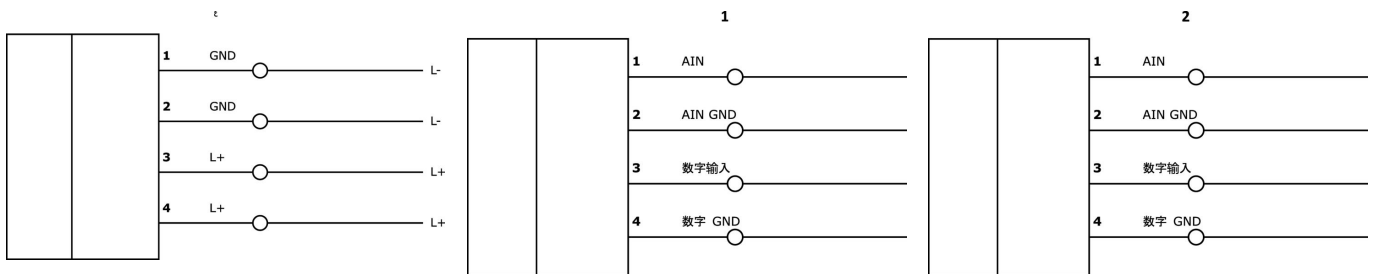 ع
1 GND L-
2 GND L-
3 L+ L+
4 L+ L+
1
1 AIN
2 AIN GND
3 数字输入
4 数字 GND
2
1 AIN
2 AIN GND
3 数字输入
4 数字 GND